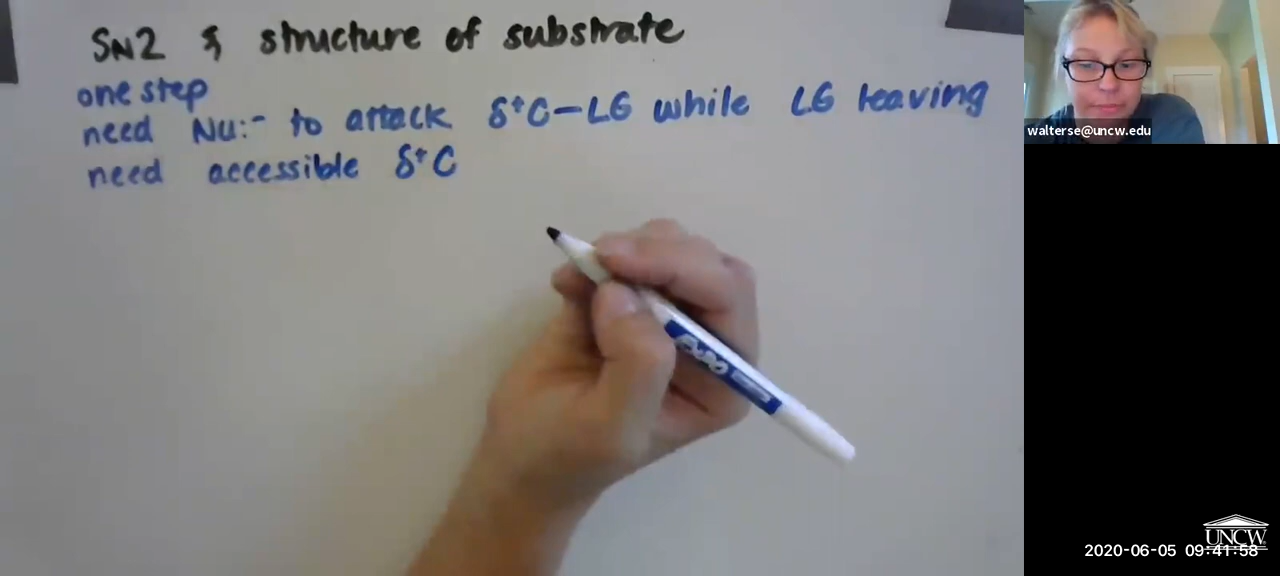 SN2 & structure of substrate
one step
need Nu:⁻ to attack δ⁺C–LG while LG leaving
need accessible δ⁺C
EXPO
walterse@uncw.edu
UNCW
2020-06-05 09:41:58